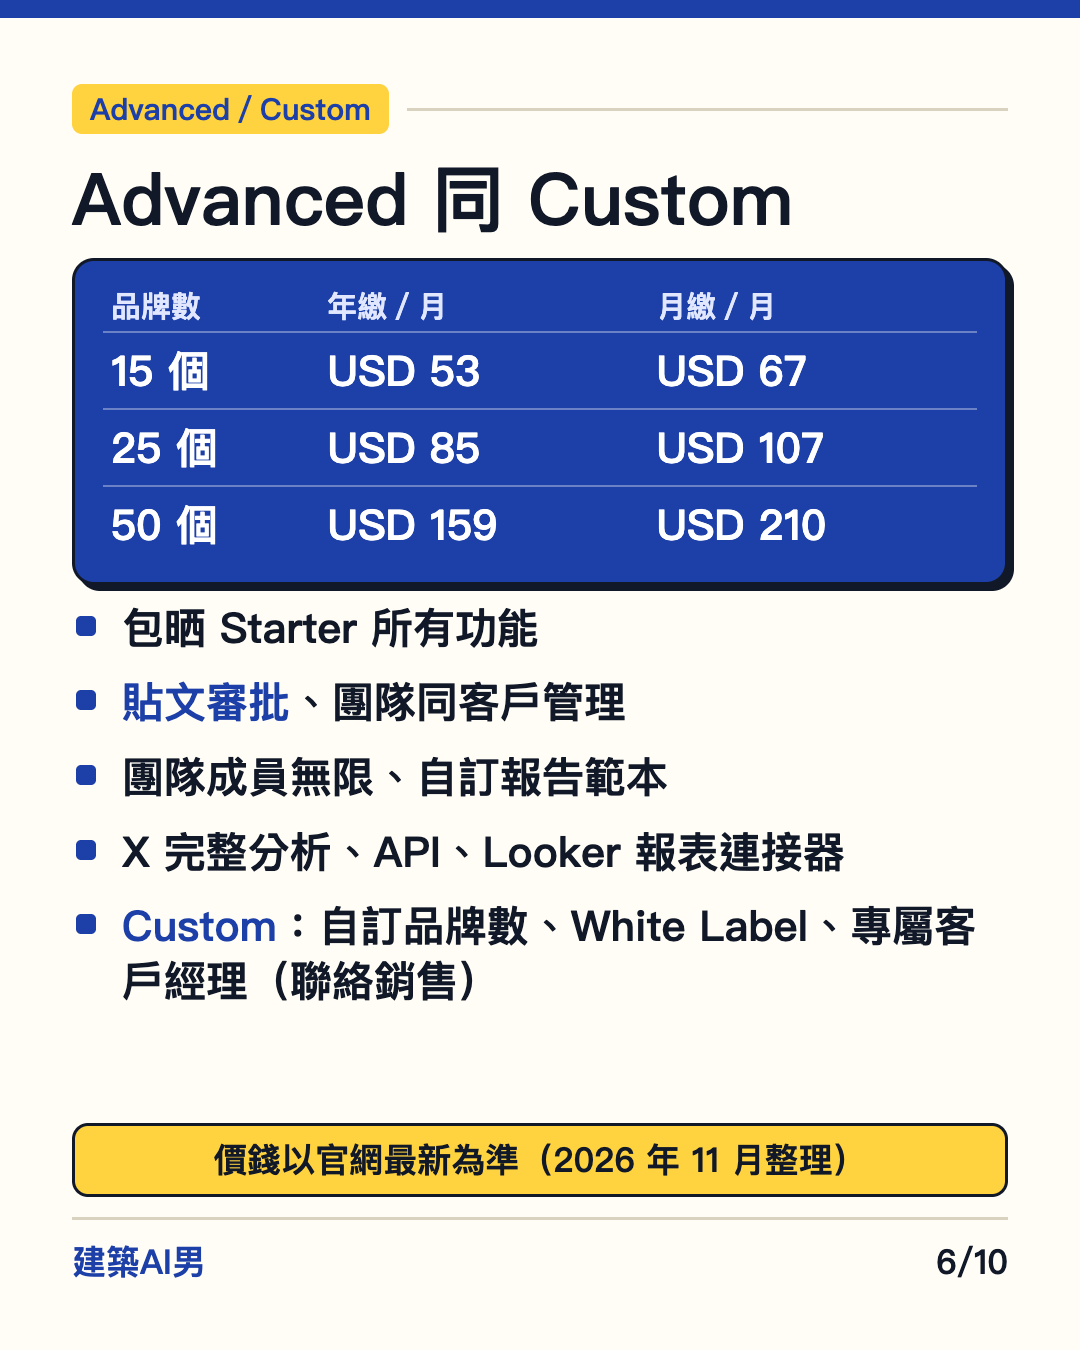 Advanced / Custom
Advanced 同 Custom
品牌數 年繳 / 月 月繳 / 月
15 個 USD 53 USD 67
25 個 USD 85 USD 107
50 個 USD 159 USD 210
包晒 Starter 所有功能
貼文審批、團隊同客戶管理
團隊成員無限、自訂報告範本
X 完整分析、API、Looker 報表連接器
Custom：自訂品牌數、White Label、專屬客
戶經理（聯絡銷售）
價錢以官網最新為準（2026 年 11 月整理）
建築AI男
6/10